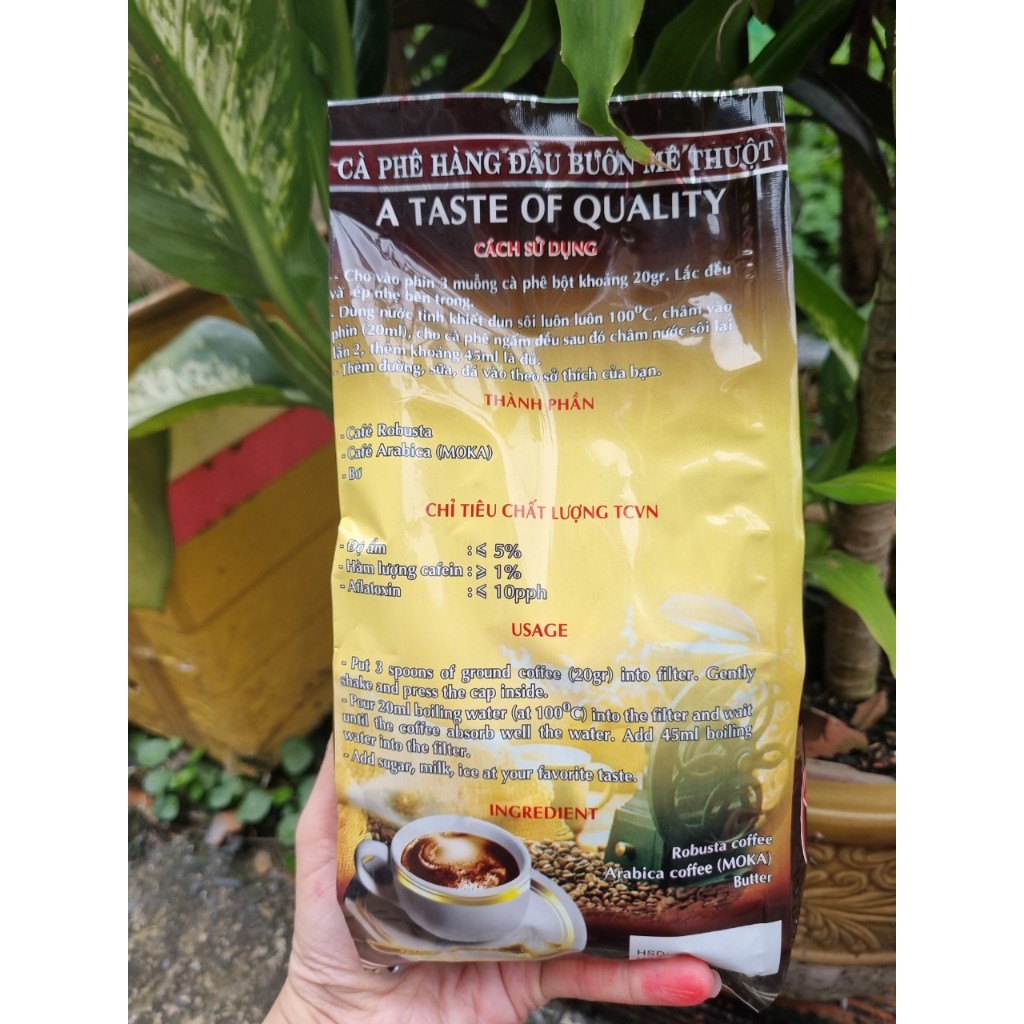 CÀ PHÊ HÀNG ĐẦU BUÔN MÊ THUỘT
A TASTE OF QUALITY
CÁCH SỬ DỤNG
- Cho vào phin 3 muỗng cà phê bột khoảng 20gr. Lắc đều
và ép nhẹ bên trong.
- Dùng nước tinh khiết đun sôi luôn luôn 100⁰C, châm vào
phin (20ml), cho cà phê ngấm đều sau đó châm nước sôi lại
lần 2, thêm khoảng 45ml là đủ.
- Thêm đường, sữa, đá vào theo sở thích của bạn.
THÀNH PHẦN
- Café Robusta
- Café Arabica (MOKA)
- Bơ
CHỈ TIÊU CHẤT LƯỢNG TCVN
- Độ ẩm : ⩽ 5%
- Hàm lượng cafein : ⩾ 1%
- Aflatoxin : ⩽ 10pph
USAGE
- Put 3 spoons of ground coffee (20gr) into filter. Gently
shake and press the cap inside.
- Pour 20ml boiling water (at 100⁰C) into the filter and wait
until the coffee absorb well the water. Add 45ml boiling
water into the filter.
- Add sugar, milk, ice at your favorite taste.
INGREDIENT
Robusta coffee
Arabica coffee (MOKA)
Butter
HSD